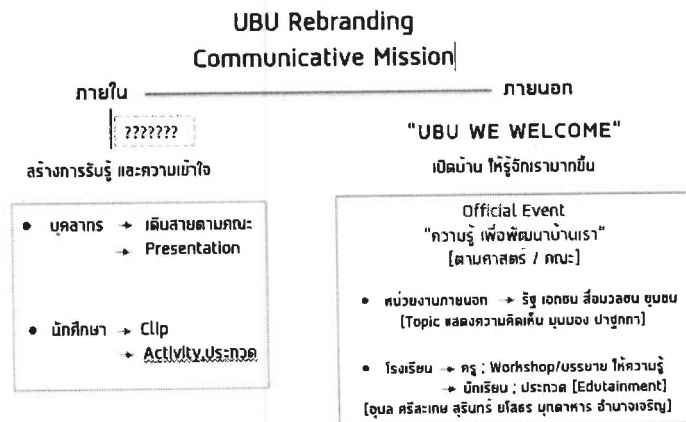 UBU Rebranding
Communicative Mission
ภายใน
ภายนอก
???????
สร้างการรับรู้ และความเข้าใจ
• บุคลากร → เดินสายตามคณะ
→ Presentation
• นักศึกษา → Clip
→ Activity,ประกวด
"UBU WE WELCOME"
เปิดบ้าน ให้รู้จักเรามากขึ้น
Official Event
"ความรู้ เพื่อพัฒนาบ้านเรา"
[ตามศาสตร์ / คณะ]
• หน่วยงานภายนอก → รัฐ เอกชน สื่อมวลชน ชุมชน
[Topic แสดงความคิดเห็น มุมมอง ปาฐกถา]
• โรงเรียน → ครู ; Workshop/บรรยาย ให้ความรู้
→ นักเรียน ; ประกวด [Edutainment]
[อุบล ศรีสะเกษ สุรินทร์ ยโสธร มุกดาหาร อำนาจเจริญ]